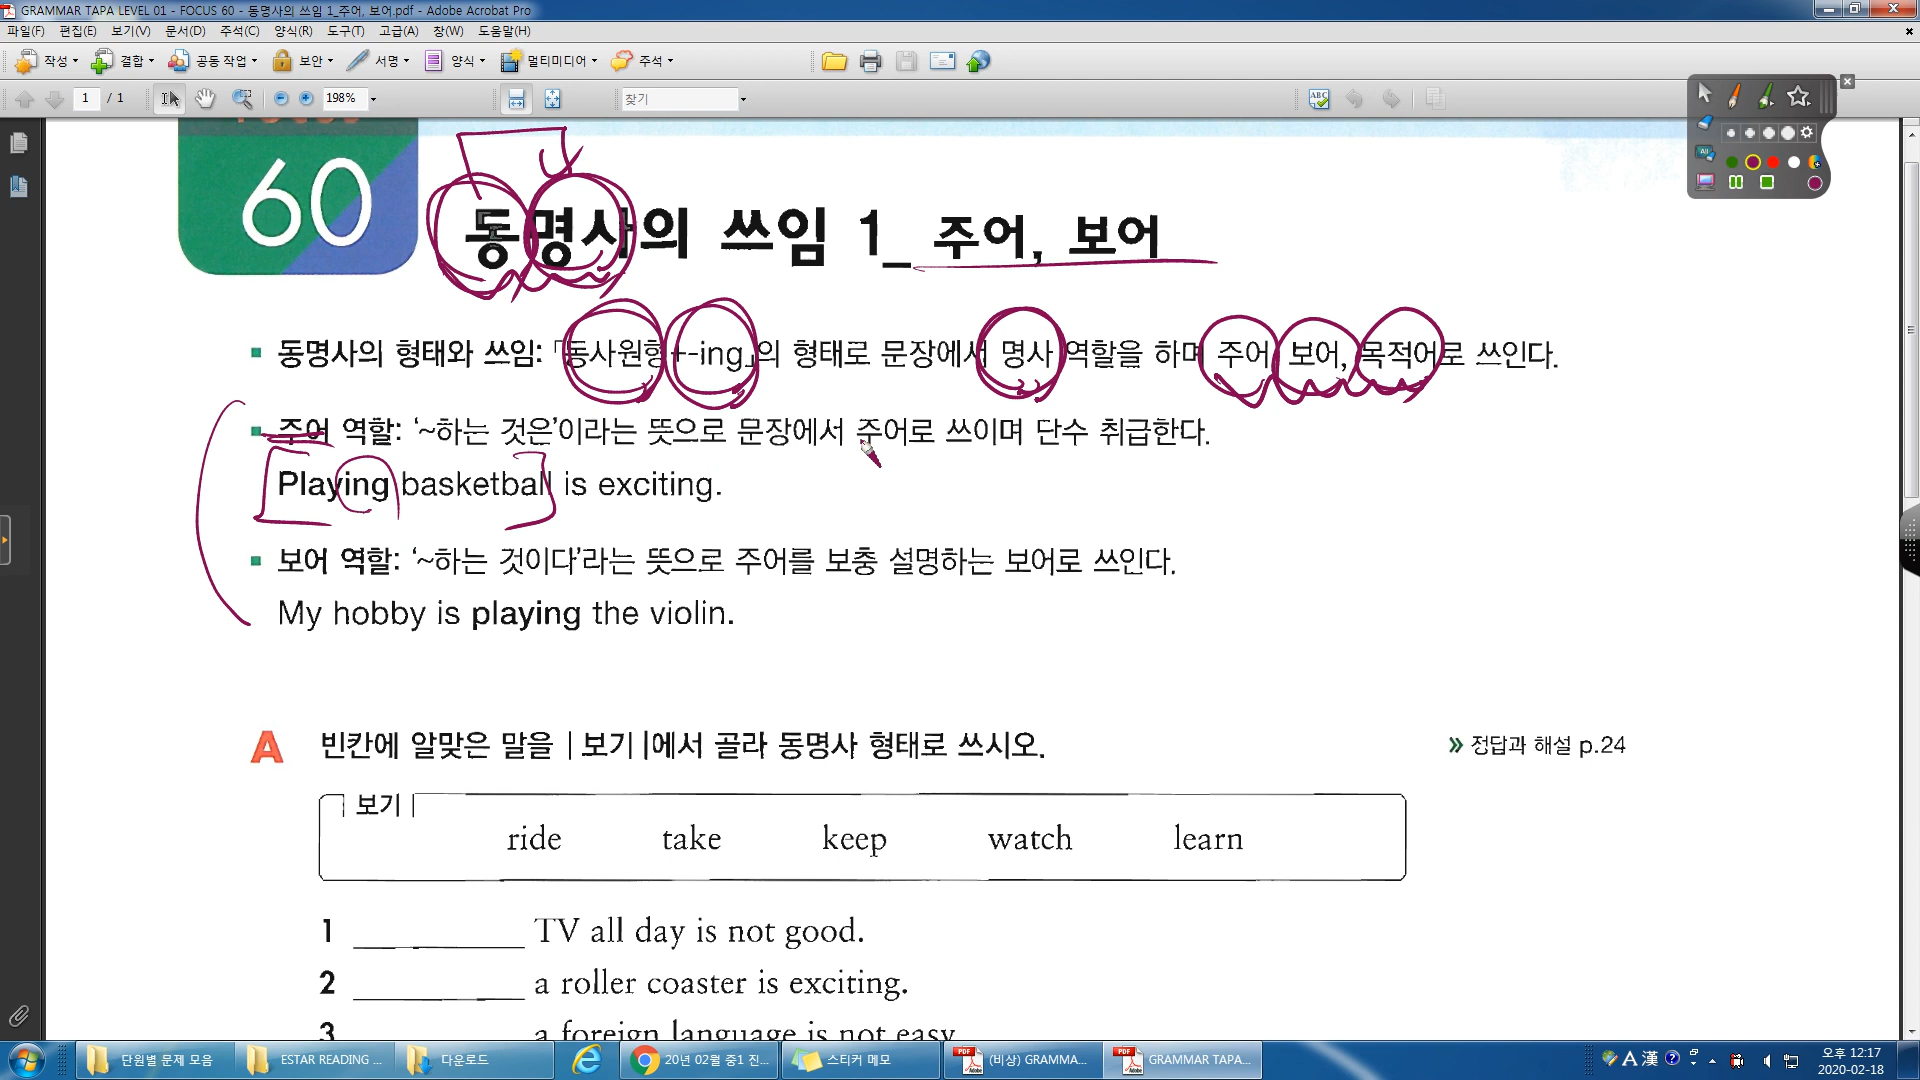 GRAMMAR TAPA LEVEL 01 - FOCUS 60 - 동명사의 쓰임 1_주어, 보어.pdf - Adobe Acrobat Pro
파일(F) 편집(E) 보기(V) 문서(D) 주석(C) 양식(R) 도구(T) 고급(A) 창(W) 도움말(H)
작성 결합 공동 작업 보안 서명 양식 멀티미디어 주석
1 / 1 198% 찾기
60
동명사의 쓰임 1_ 주어, 보어
동명사의 형태와 쓰임: 「동사원형+-ing」의 형태로 문장에서 명사 역할을 하며 주어, 보어, 목적어로 쓰인다.
주어 역할: ‘~하는 것은’이라는 뜻으로 문장에서 주어로 쓰이며 단수 취급한다.
Playing basketball is exciting.
보어 역할: ‘~하는 것이다’라는 뜻으로 주어를 보충 설명하는 보어로 쓰인다.
My hobby is playing the violin.
A 빈칸에 알맞은 말을 |보기|에서 골라 동명사 형태로 쓰시오.
» 정답과 해설 p.24
보기
ride take keep watch learn
1 __________ TV all day is not good.
2 __________ a roller coaster is exciting.
3 a foreign language is not easy
단원별 문제 모음 ESTAR READING ... 다운로드 20년 02월 중1 진... 스티커 메모 (비상) GRAMMA... GRAMMAR TAPA...
A 漢
오후 12:17
2020-02-18